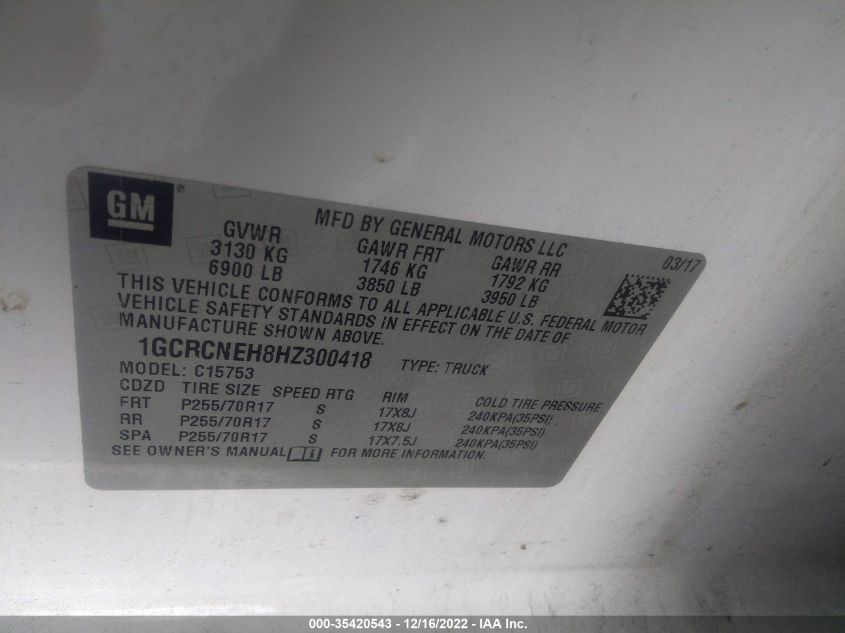 GM ®
MFD BY GENERAL MOTORS LLC
03/17
GVWR GAWR FRT GAWR RR
3130 KG 1746 KG 1792 KG
6900 LB 3850 LB 3950 LB
THIS VEHICLE CONFORMS TO ALL APPLICABLE U.S. FEDERAL MOTOR
VEHICLE SAFETY STANDARDS IN EFFECT ON THE DATE OF
MANUFACTURE SHOWN ABOVE.
1GCRCNEH8HZ300418 TYPE: TRUCK
MODEL: C15753
CDZD TIRE SIZE SPEED RTG RIM COLD TIRE PRESSURE
FRT P255/70R17 S 17X8J 240KPA(35PSI)
RR P255/70R17 S 17X8J 240KPA(35PSI)
SPA P255/70R17 S 17X7.5J 240KPA(35PSI)
SEE OWNER'S MANUAL i FOR MORE INFORMATION.
000-35420543 - 12/16/2022 - IAA Inc.